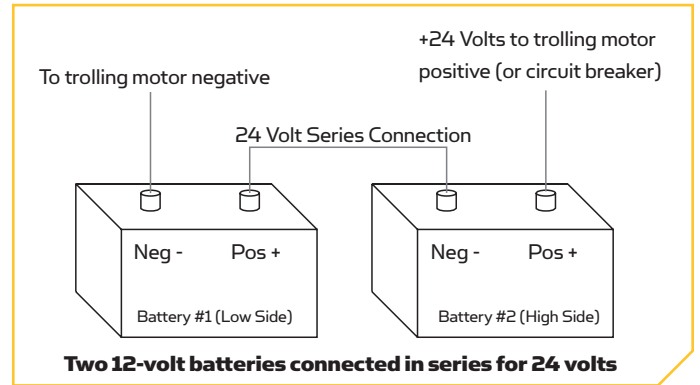 +24 Volts to trolling motor
positive (or circuit breaker)
To trolling motor negative
24 Volt Series Connection
Neg - Pos + Neg - Pos +
Battery #1 (Low Side) Battery #2 (High Side)
Two 12-volt batteries connected in series for 24 volts